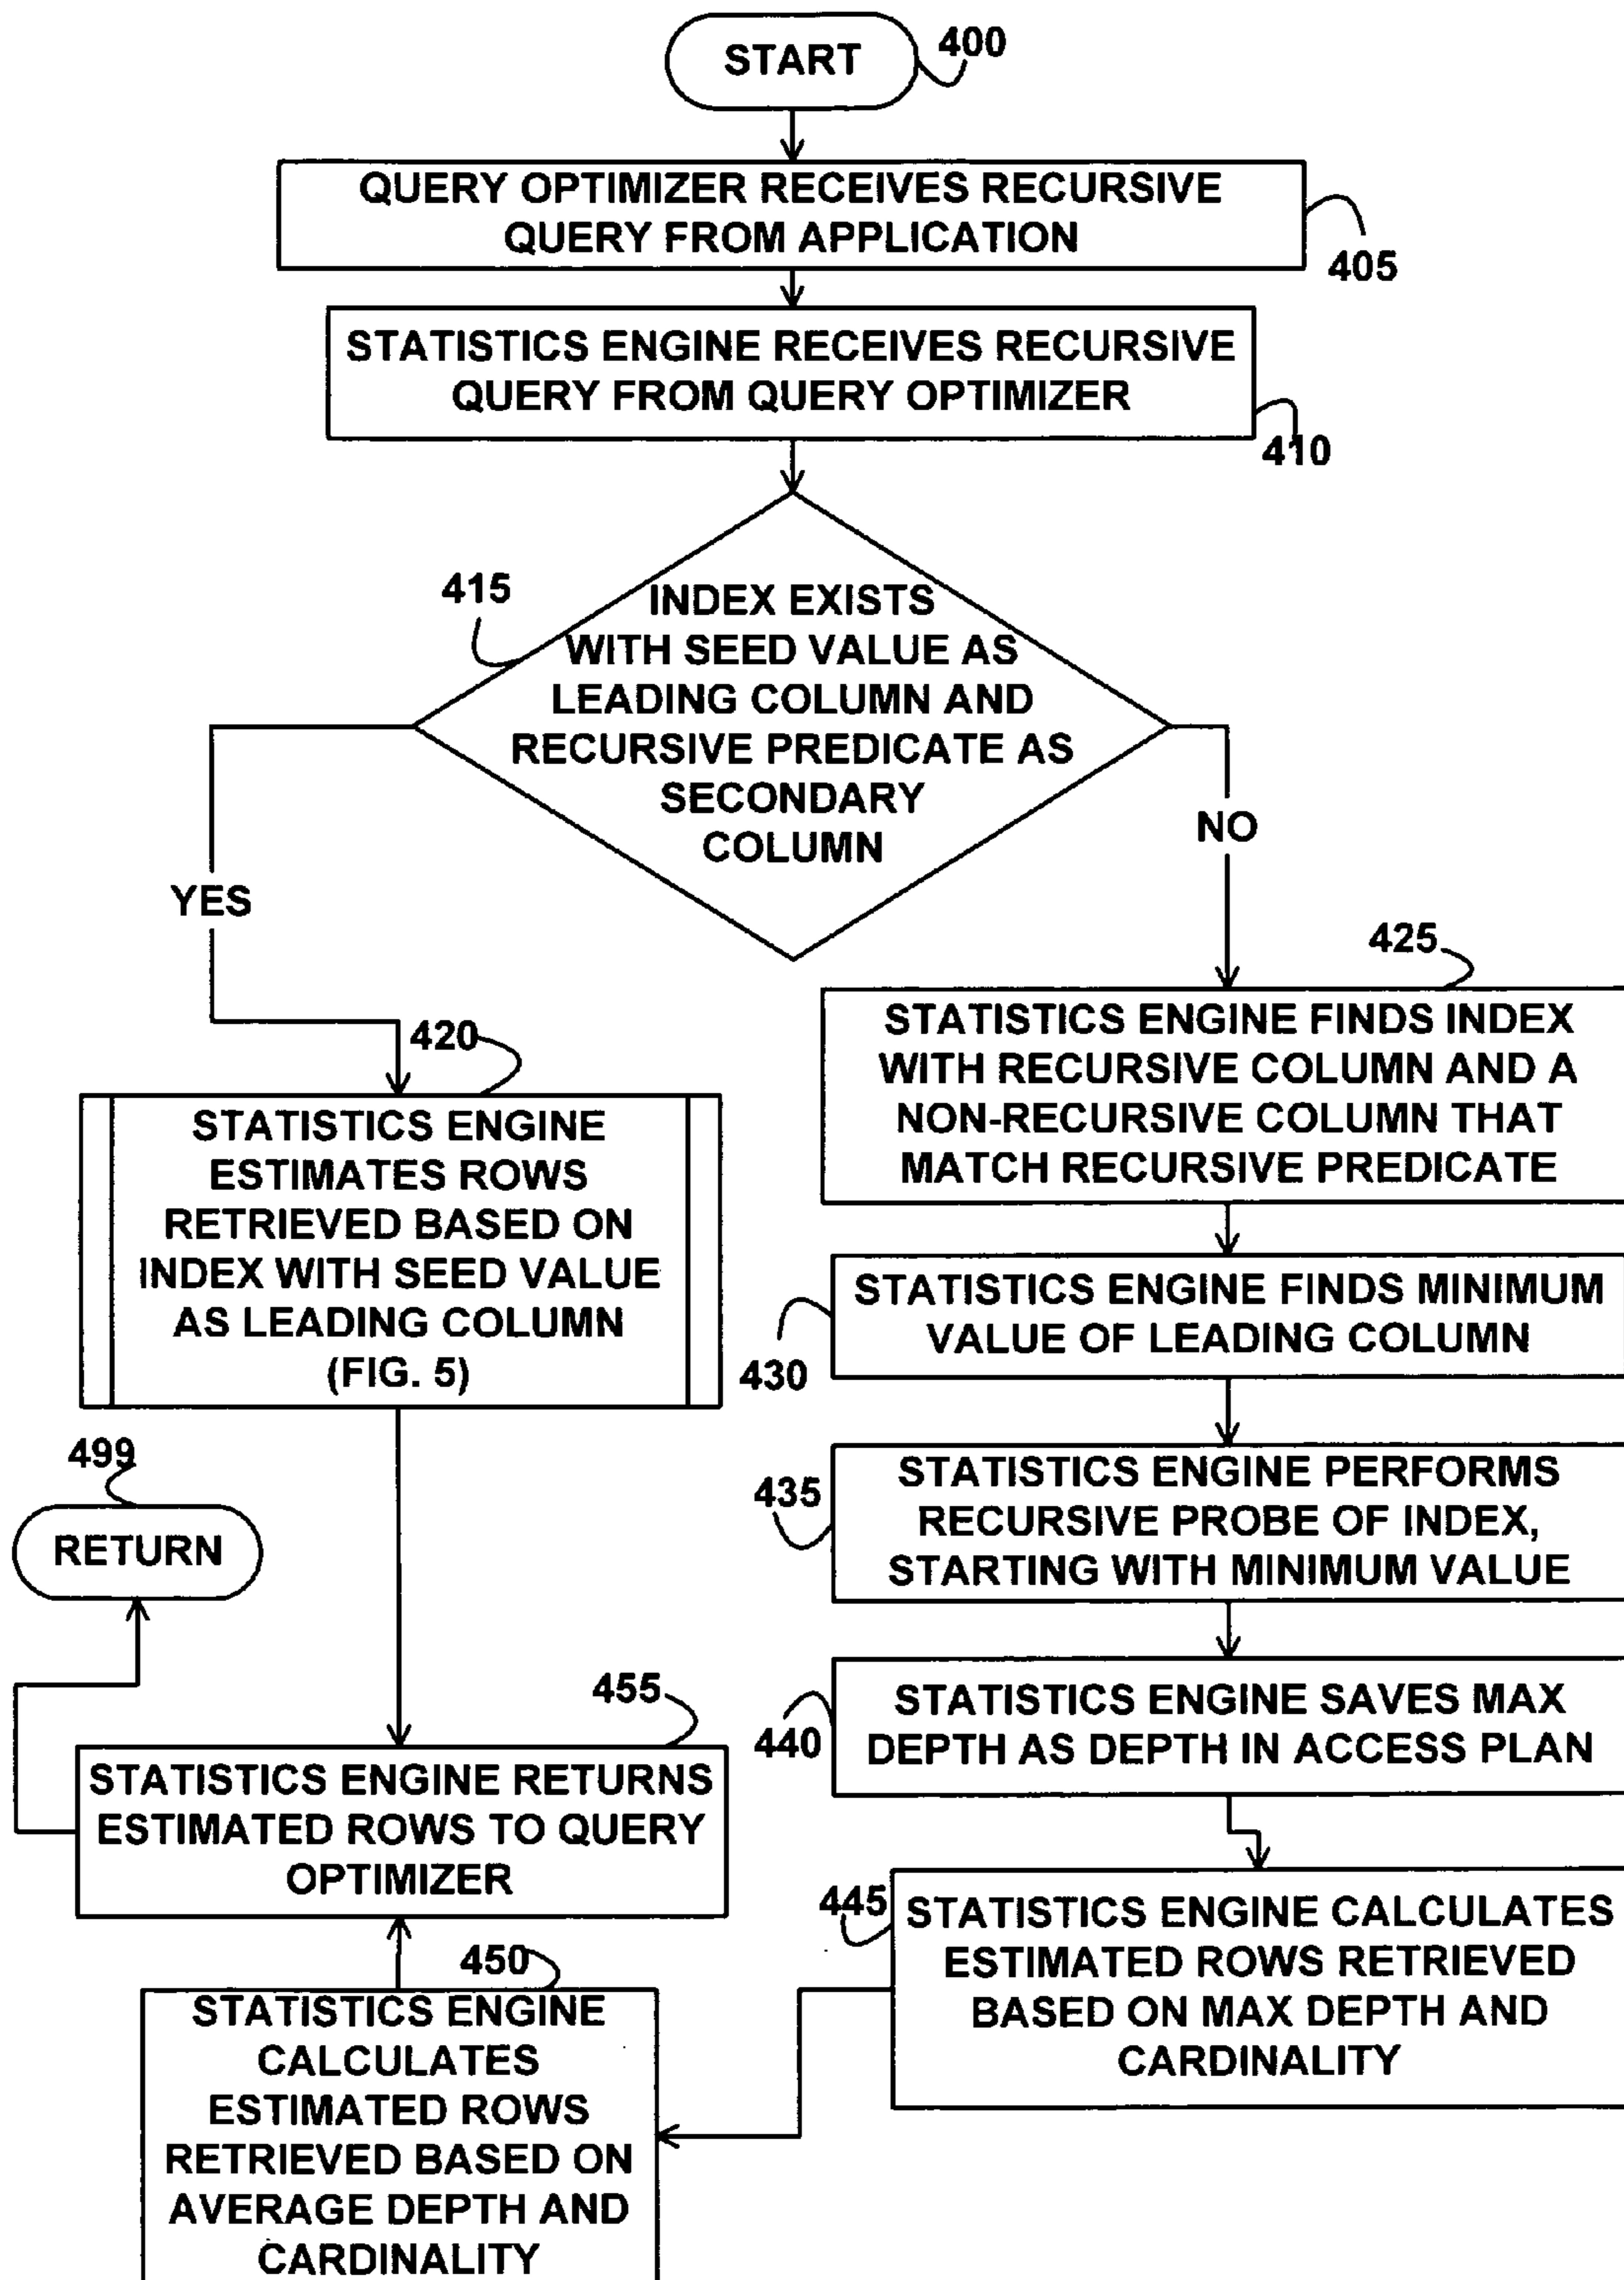 START
400
QUERY OPTIMIZER RECEIVES RECURSIVE
QUERY FROM APPLICATION
405
STATISTICS ENGINE RECEIVES RECURSIVE
QUERY FROM QUERY OPTIMIZER
410
415
INDEX EXISTS
WITH SEED VALUE AS
LEADING COLUMN AND
RECURSIVE PREDICATE AS
SECONDARY
COLUMN
YES
NO
420
STATISTICS ENGINE
ESTIMATES ROWS
RETRIEVED BASED ON
INDEX WITH SEED VALUE
AS LEADING COLUMN
(FIG. 5)
425
STATISTICS ENGINE FINDS INDEX
WITH RECURSIVE COLUMN AND A
NON-RECURSIVE COLUMN THAT
MATCH RECURSIVE PREDICATE
430
STATISTICS ENGINE FINDS MINIMUM
VALUE OF LEADING COLUMN
435
STATISTICS ENGINE PERFORMS
RECURSIVE PROBE OF INDEX,
STARTING WITH MINIMUM VALUE
440
STATISTICS ENGINE SAVES MAX
DEPTH AS DEPTH IN ACCESS PLAN
445
STATISTICS ENGINE CALCULATES
ESTIMATED ROWS RETRIEVED
BASED ON MAX DEPTH AND
CARDINALITY
450
STATISTICS ENGINE
CALCULATES
ESTIMATED ROWS
RETRIEVED BASED ON
AVERAGE DEPTH AND
CARDINALITY
455
STATISTICS ENGINE RETURNS
ESTIMATED ROWS TO QUERY
OPTIMIZER
499
RETURN